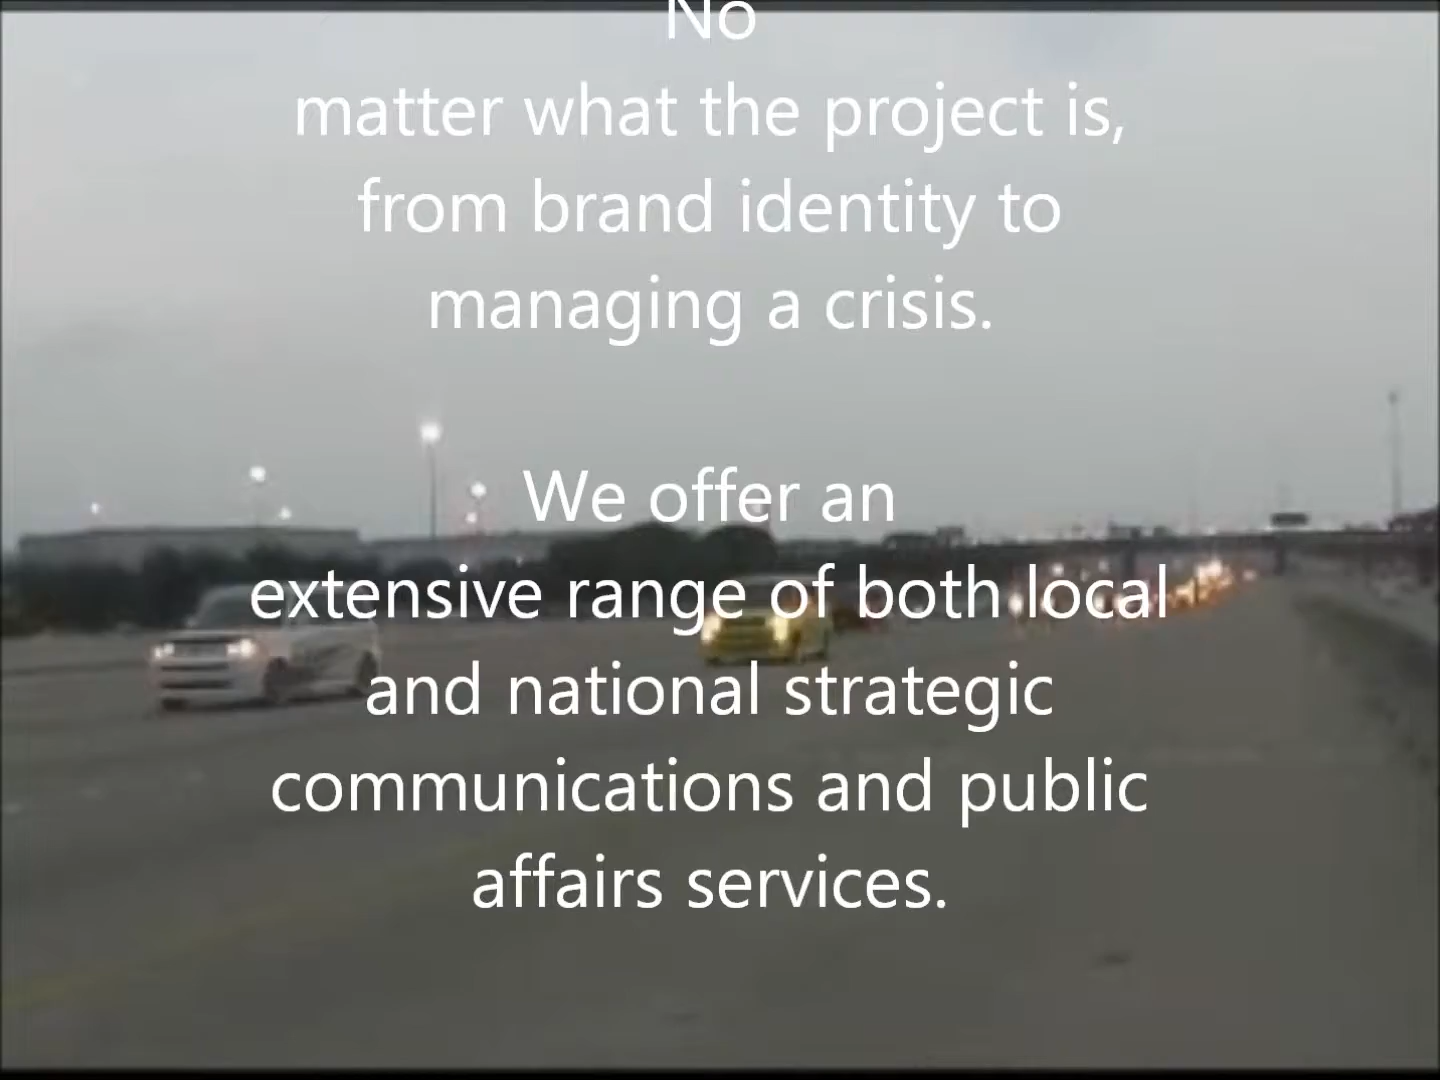 No
matter what the project is,
from brand identity to
managing a crisis.
We offer an
extensive range of both local
and national strategic
communications and public
affairs services.